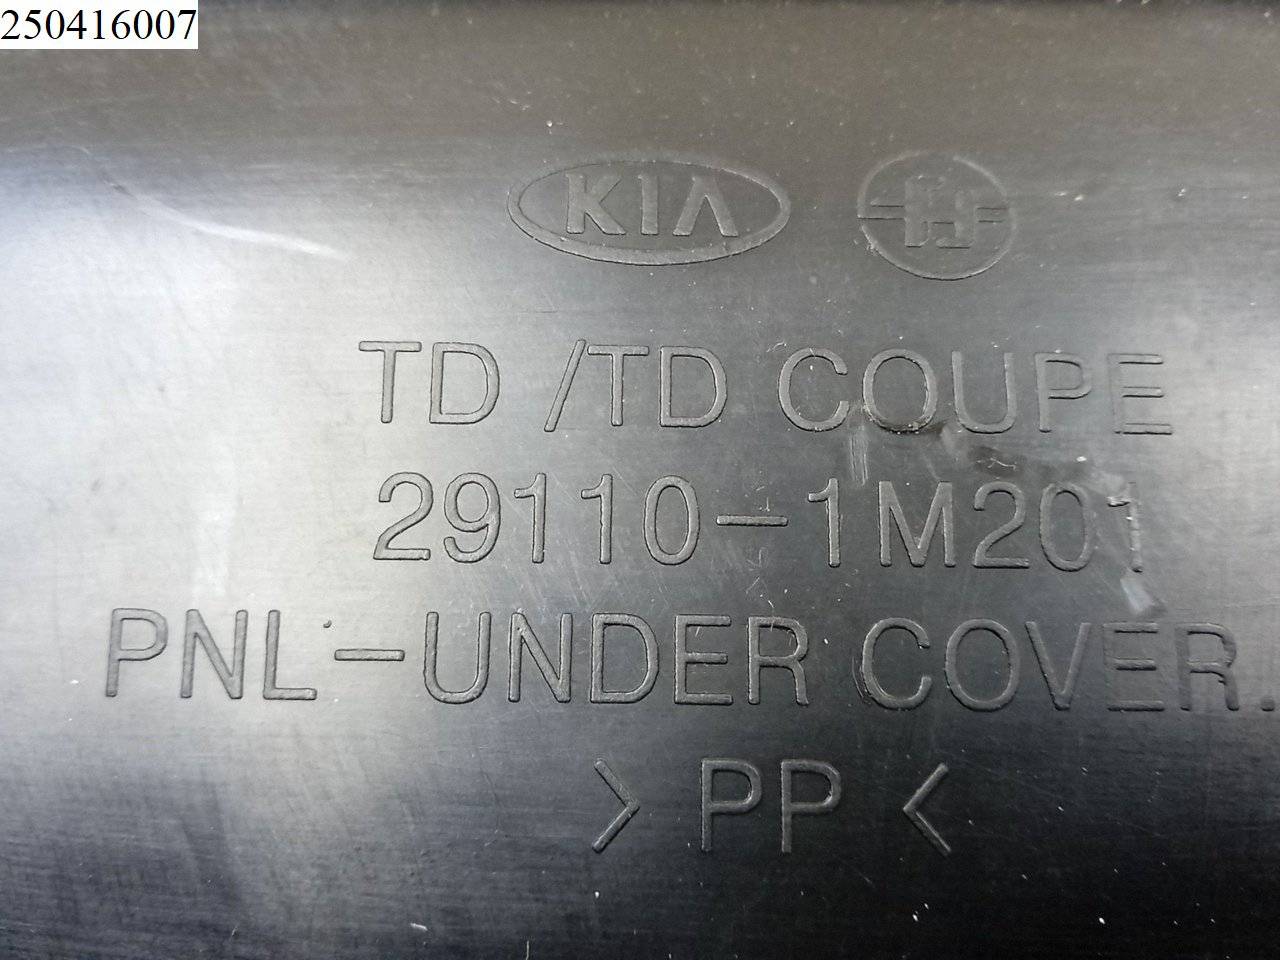 250416007
KIA
TD /TD COUPE
29110-1M201
PNL-UNDER COVER.
>PP<